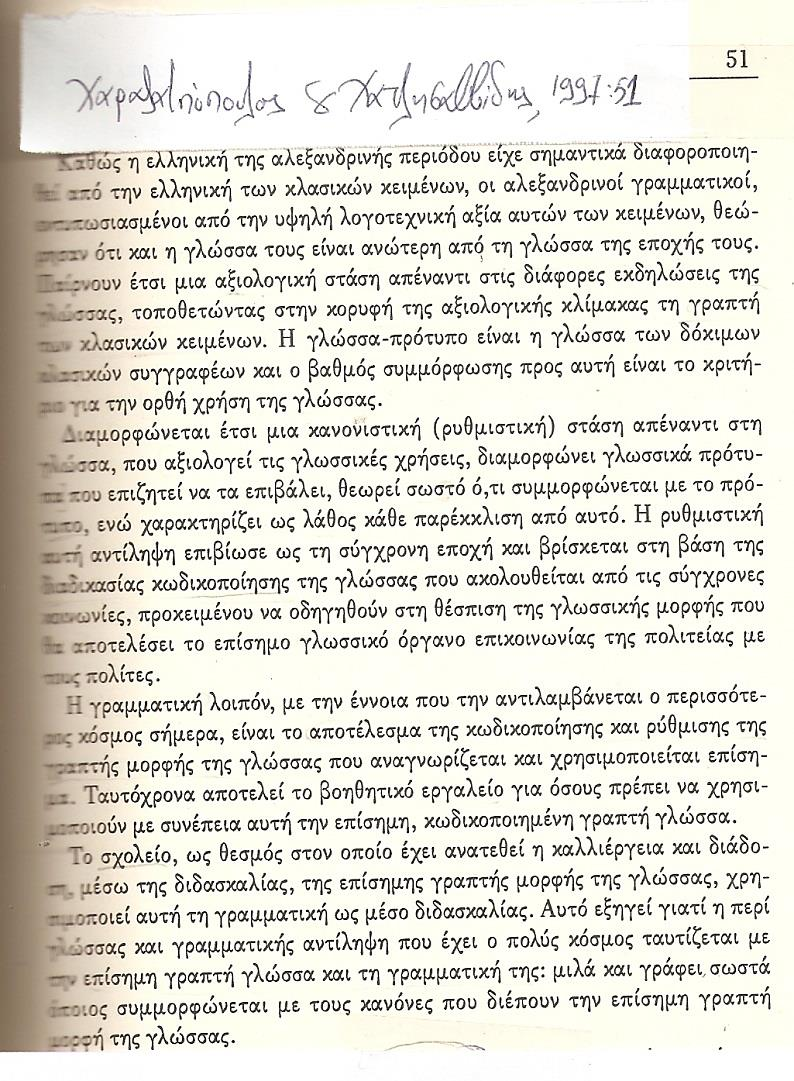 51
Χαραλαμπόπουλος & Χατζησαββίδης, 1997:51
Καθώς η ελληνική της αλεξανδρινής περιόδου είχε σημαντικά διαφοροποιη-
θεί από την ελληνική των κλασικών κειμένων, οι αλεξανδρινοί γραμματικοί,
εντυπωσιασμένοι από την υψηλή λογοτεχνική αξία αυτών των κειμένων, θεώ-
ρησαν ότι και η γλώσσα τους είναι ανώτερη από τη γλώσσα της εποχής τους.
Παίρνουν έτσι μια αξιολογική στάση απέναντι στις διάφορες εκδηλώσεις της
γλώσσας, τοποθετώντας στην κορυφή της αξιολογικής κλίμακας τη γραπτή
των κλασικών κειμένων. Η γλώσσα-πρότυπο είναι η γλώσσα των δόκιμων
κλασικών συγγραφέων και ο βαθμός συμμόρφωσης προς αυτή είναι το κριτή-
ριο για την ορθή χρήση της γλώσσας.
Διαμορφώνεται έτσι μια κανονιστική (ρυθμιστική) στάση απέναντι στη
γλώσσα, που αξιολογεί τις γλωσσικές χρήσεις, διαμορφώνει γλωσσικά πρότυ-
πα που επιζητεί να τα επιβάλει, θεωρεί σωστό ό,τι συμμορφώνεται με το πρό-
τυπο, ενώ χαρακτηρίζει ως λάθος κάθε παρέκκλιση από αυτό. Η ρυθμιστική
αυτή αντίληψη επιβίωσε ως τη σύγχρονη εποχή και βρίσκεται στη βάση της
διαδικασίας κωδικοποίησης της γλώσσας που ακολουθείται από τις σύγχρονες
κοινωνίες, προκειμένου να οδηγηθούν στη θέσπιση της γλωσσικής μορφής που
θα αποτελέσει το επίσημο γλωσσικό όργανο επικοινωνίας της πολιτείας με
τους πολίτες.
Η γραμματική λοιπόν, με την έννοια που την αντιλαμβάνεται ο περισσότε-
ρος κόσμος σήμερα, είναι το αποτέλεσμα της κωδικοποίησης και ρύθμισης της
γραπτής μορφής της γλώσσας που αναγνωρίζεται και χρησιμοποιείται επίση-
μα. Ταυτόχρονα αποτελεί το βοηθητικό εργαλείο για όσους πρέπει να χρησι-
μοποιούν με συνέπεια αυτή την επίσημη, κωδικοποιημένη γραπτή γλώσσα.
Το σχολείο, ως θεσμός στον οποίο έχει ανατεθεί η καλλιέργεια και διάδο-
ση, μέσω της διδασκαλίας, της επίσημης γραπτής μορφής της γλώσσας, χρη-
σιμοποιεί αυτή τη γραμματική ως μέσο διδασκαλίας. Αυτό εξηγεί γιατί η περί
γλώσσας και γραμματικής αντίληψη που έχει ο πολύς κόσμος ταυτίζεται με
την επίσημη γραπτή γλώσσα και τη γραμματική της: μιλά και γράφει σωστά
όποιος συμμορφώνεται με τους κανόνες που διέπουν την επίσημη γραπτή
μορφή της γλώσσας.